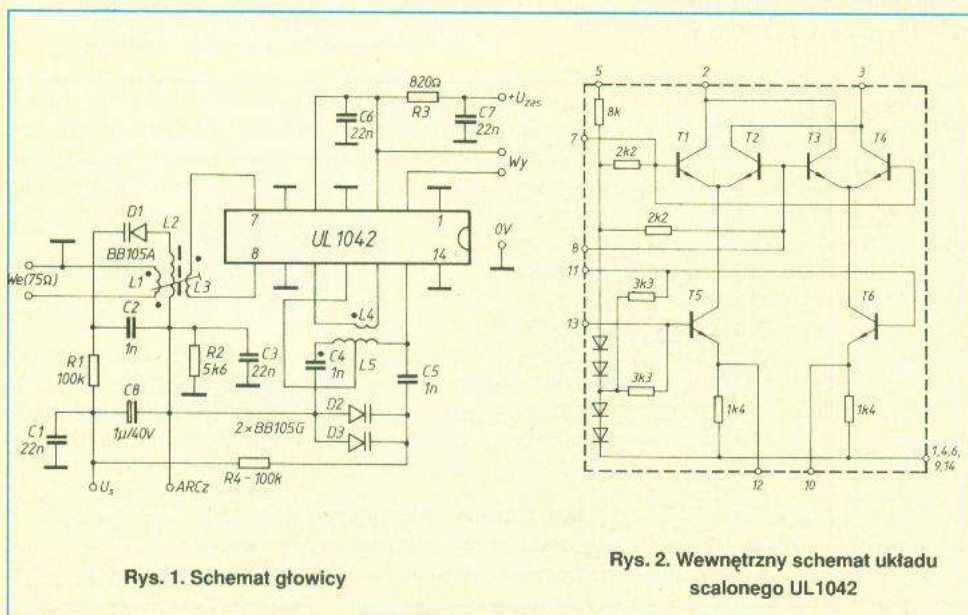 820Ω
R3
+Uzas
C6
22n
C7
22n
Wy
D1
BB105A
L2
7
1
UL1042
8
14
0V
We(75Ω)
L1
L3
C2
1n
R1
100k
R2
5k6
C3
22n
L4
C4
1n
L5
C5
1n
C8
1µ/40V
D2
2×BB105G
D3
C1
22n
R4-100k
Us
ARCz
Rys. 1. Schemat głowicy
5
2
3
8k
7
2k2
T1
T2
T3
T4
2k2
8
11
3k3
T5
T6
13
3k3
1k4
1k4
1,4,6,
9,14
12
10
Rys. 2. Wewnętrzny schemat układu
scalonego UL1042